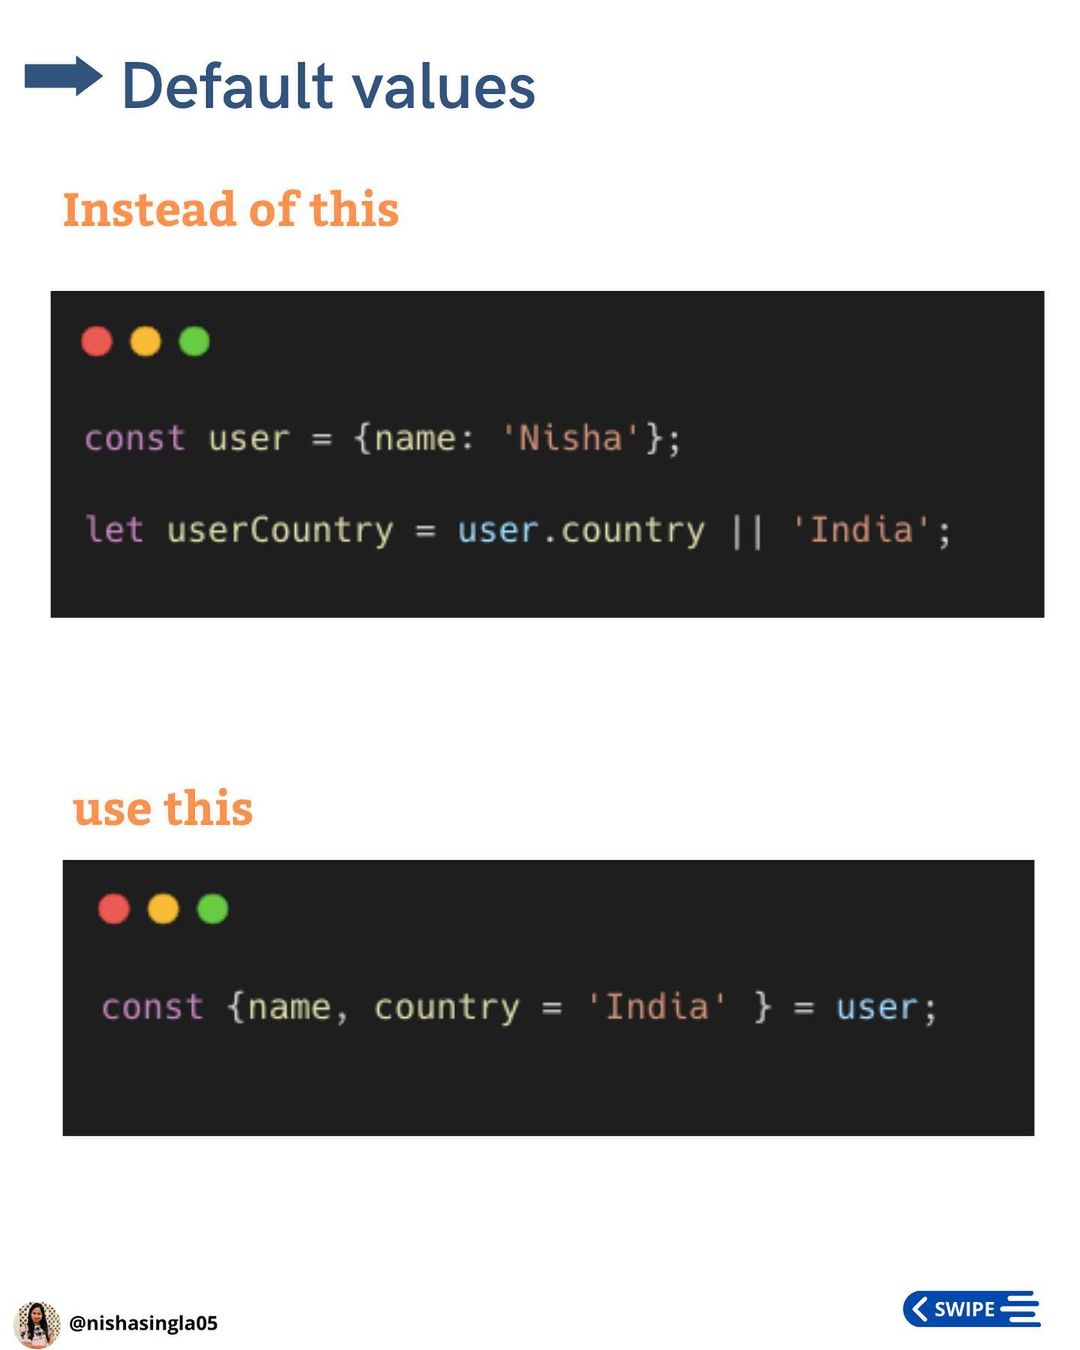 Default values
Instead of this
const user = {name: 'Nisha'};
let userCountry = user.country || 'India';
use this
const {name, country = 'India' } = user;
@nishasingla05
SWIPE